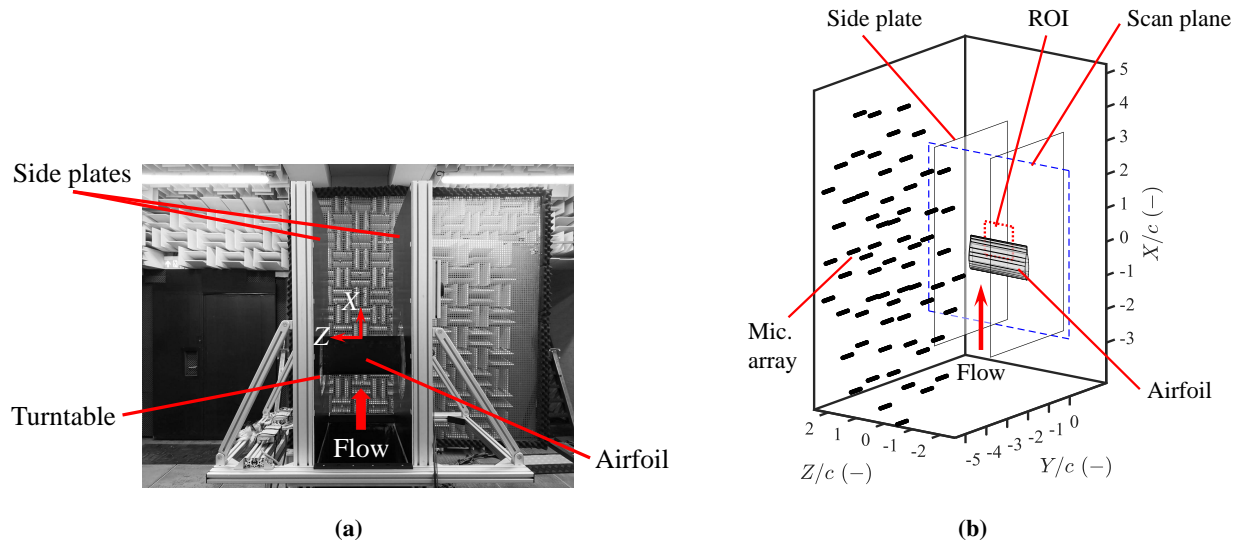 Side plates
X
Z
Turntable
Flow
Airfoil
(a)
Side plate
ROI
Scan plane
5
4
3
2
1
0
-1
-2
-3
X/c (−)
Mic.
array
Flow
Airfoil
2
1
0
-1
-2
Z/c (−)
-5
-4
-3
-2
-1
0
Y/c (−)
(b)